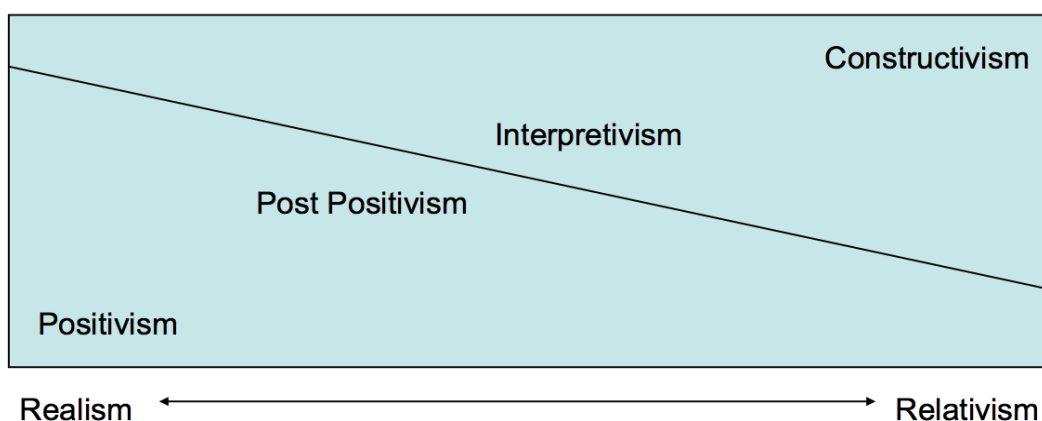 Constructivism
Interpretivism
Post Positivism
Positivism
Realism
Relativism